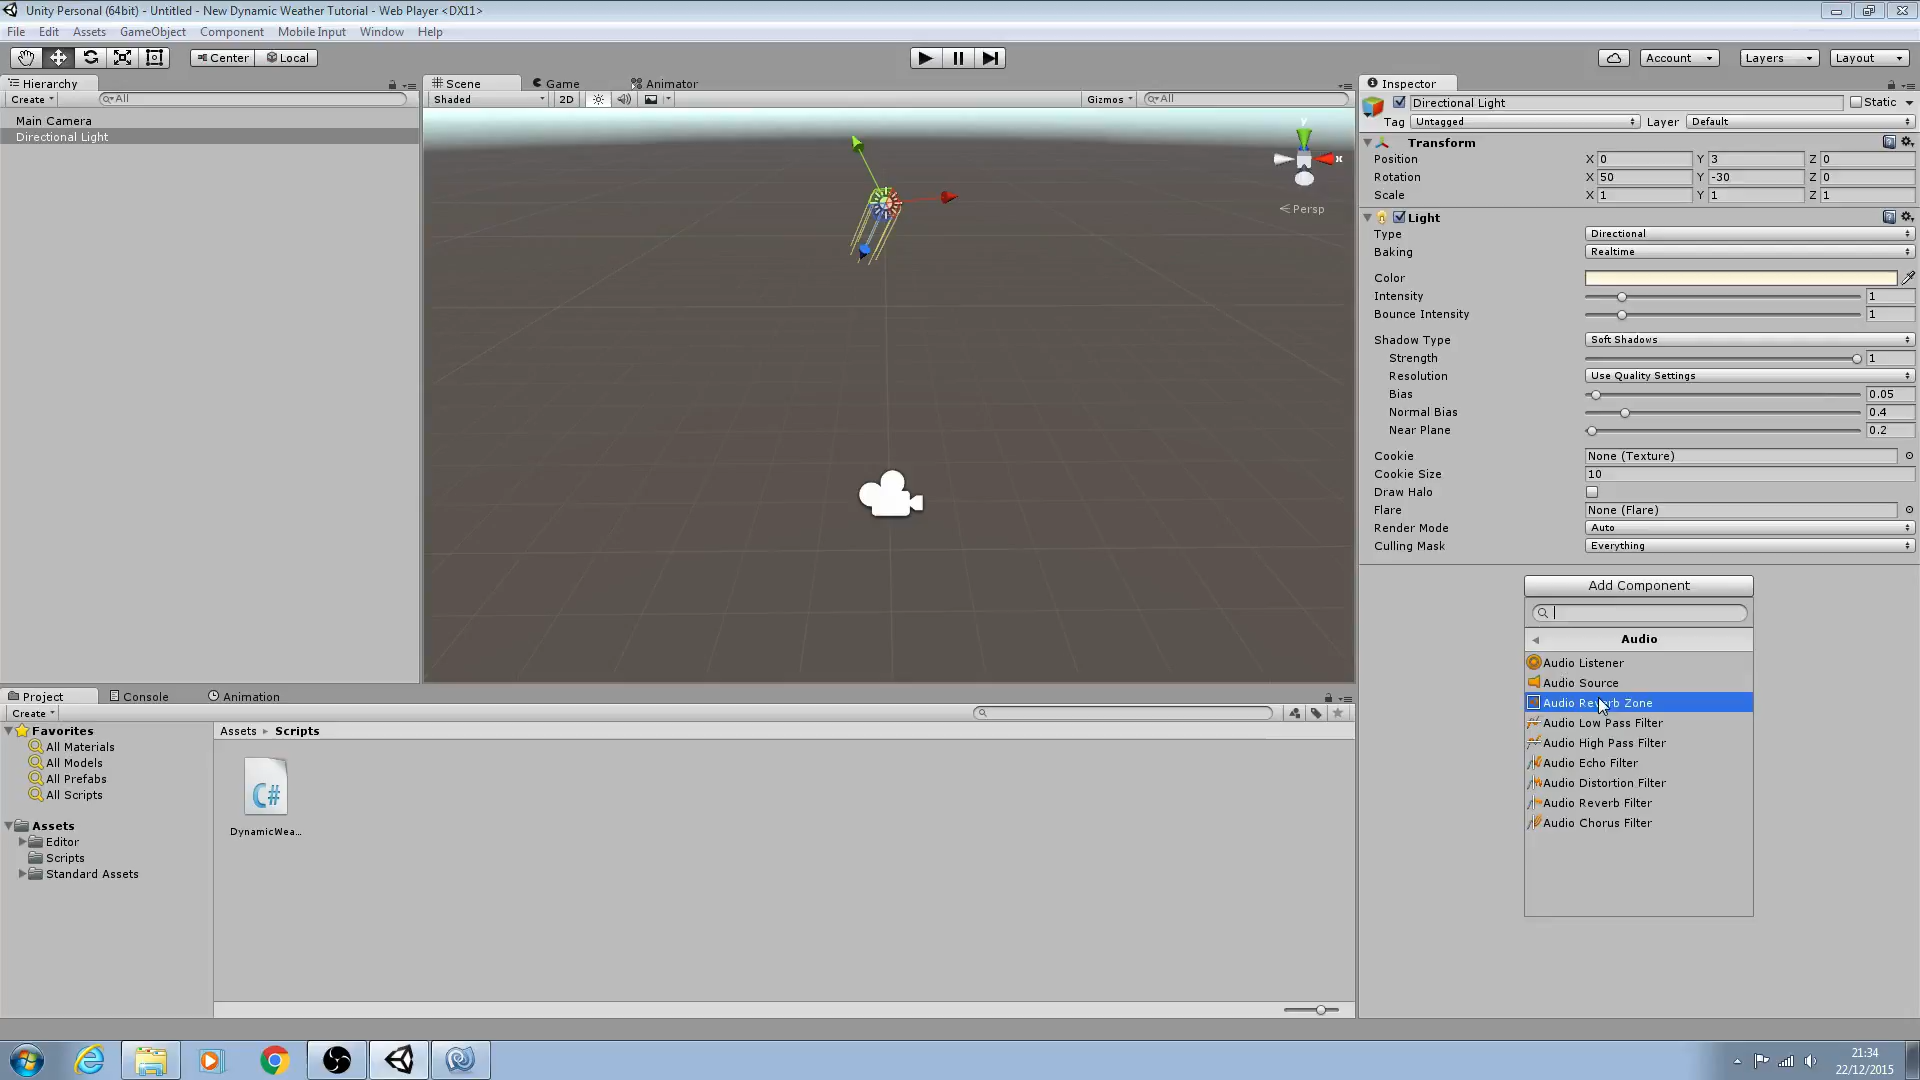 Unity Personal (64bit) - Untitled - New Dynamic Weather Tutorial - Web Player <DX11>
File Edit Assets GameObject Component Mobile Input Window Help
Center Local
Account Layers Layout
Hierarchy
Create All
Main Camera
Directional Light
Scene Game Animator
Shaded 2D Gizmos All
y
x
Persp
Inspector
Directional Light Static
Tag Untagged Layer Default
Transform
Position X 0 Y 3 Z 0
Rotation X 50 Y -30 Z 0
Scale X 1 Y 1 Z 1
Light
Type Directional
Baking Realtime
Color
Intensity 1
Bounce Intensity 1
Shadow Type Soft Shadows
Strength 1
Resolution Use Quality Settings
Bias 0.05
Normal Bias 0.4
Near Plane 0.2
Cookie None (Texture)
Cookie Size 10
Draw Halo
Flare None (Flare)
Render Mode Auto
Culling Mask Everything
Add Component
Audio
Audio Listener
Audio Source
Audio Reverb Zone
Audio Low Pass Filter
Audio High Pass Filter
Audio Echo Filter
Audio Distortion Filter
Audio Reverb Filter
Audio Chorus Filter
Project Console Animation
Create
Favorites
All Materials
All Models
All Prefabs
All Scripts
Assets
Editor
Scripts
Standard Assets
Assets Scripts
C#
DynamicWea...
21:34
22/12/2015